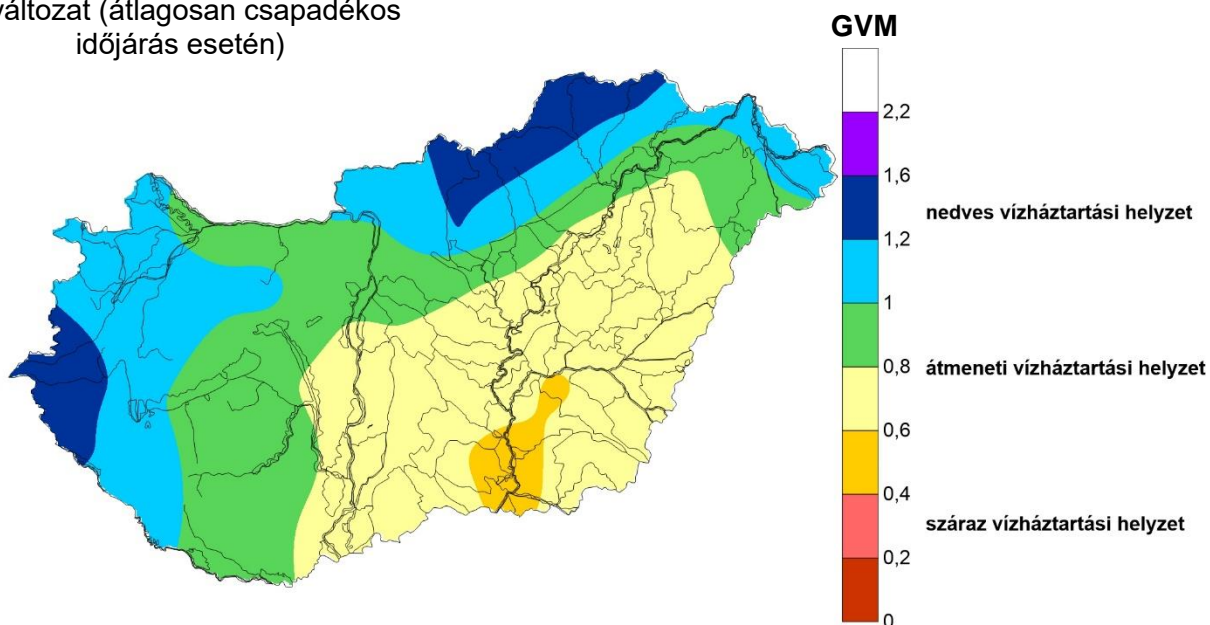 változat (átlagosan csapadékos
időjárás esetén)
GVM
2,2
1,6
nedves vízháztartási helyzet
1,2
1
0,8
átmeneti vízháztartási helyzet
0,6
0,4
száraz vízháztartási helyzet
0,2
0